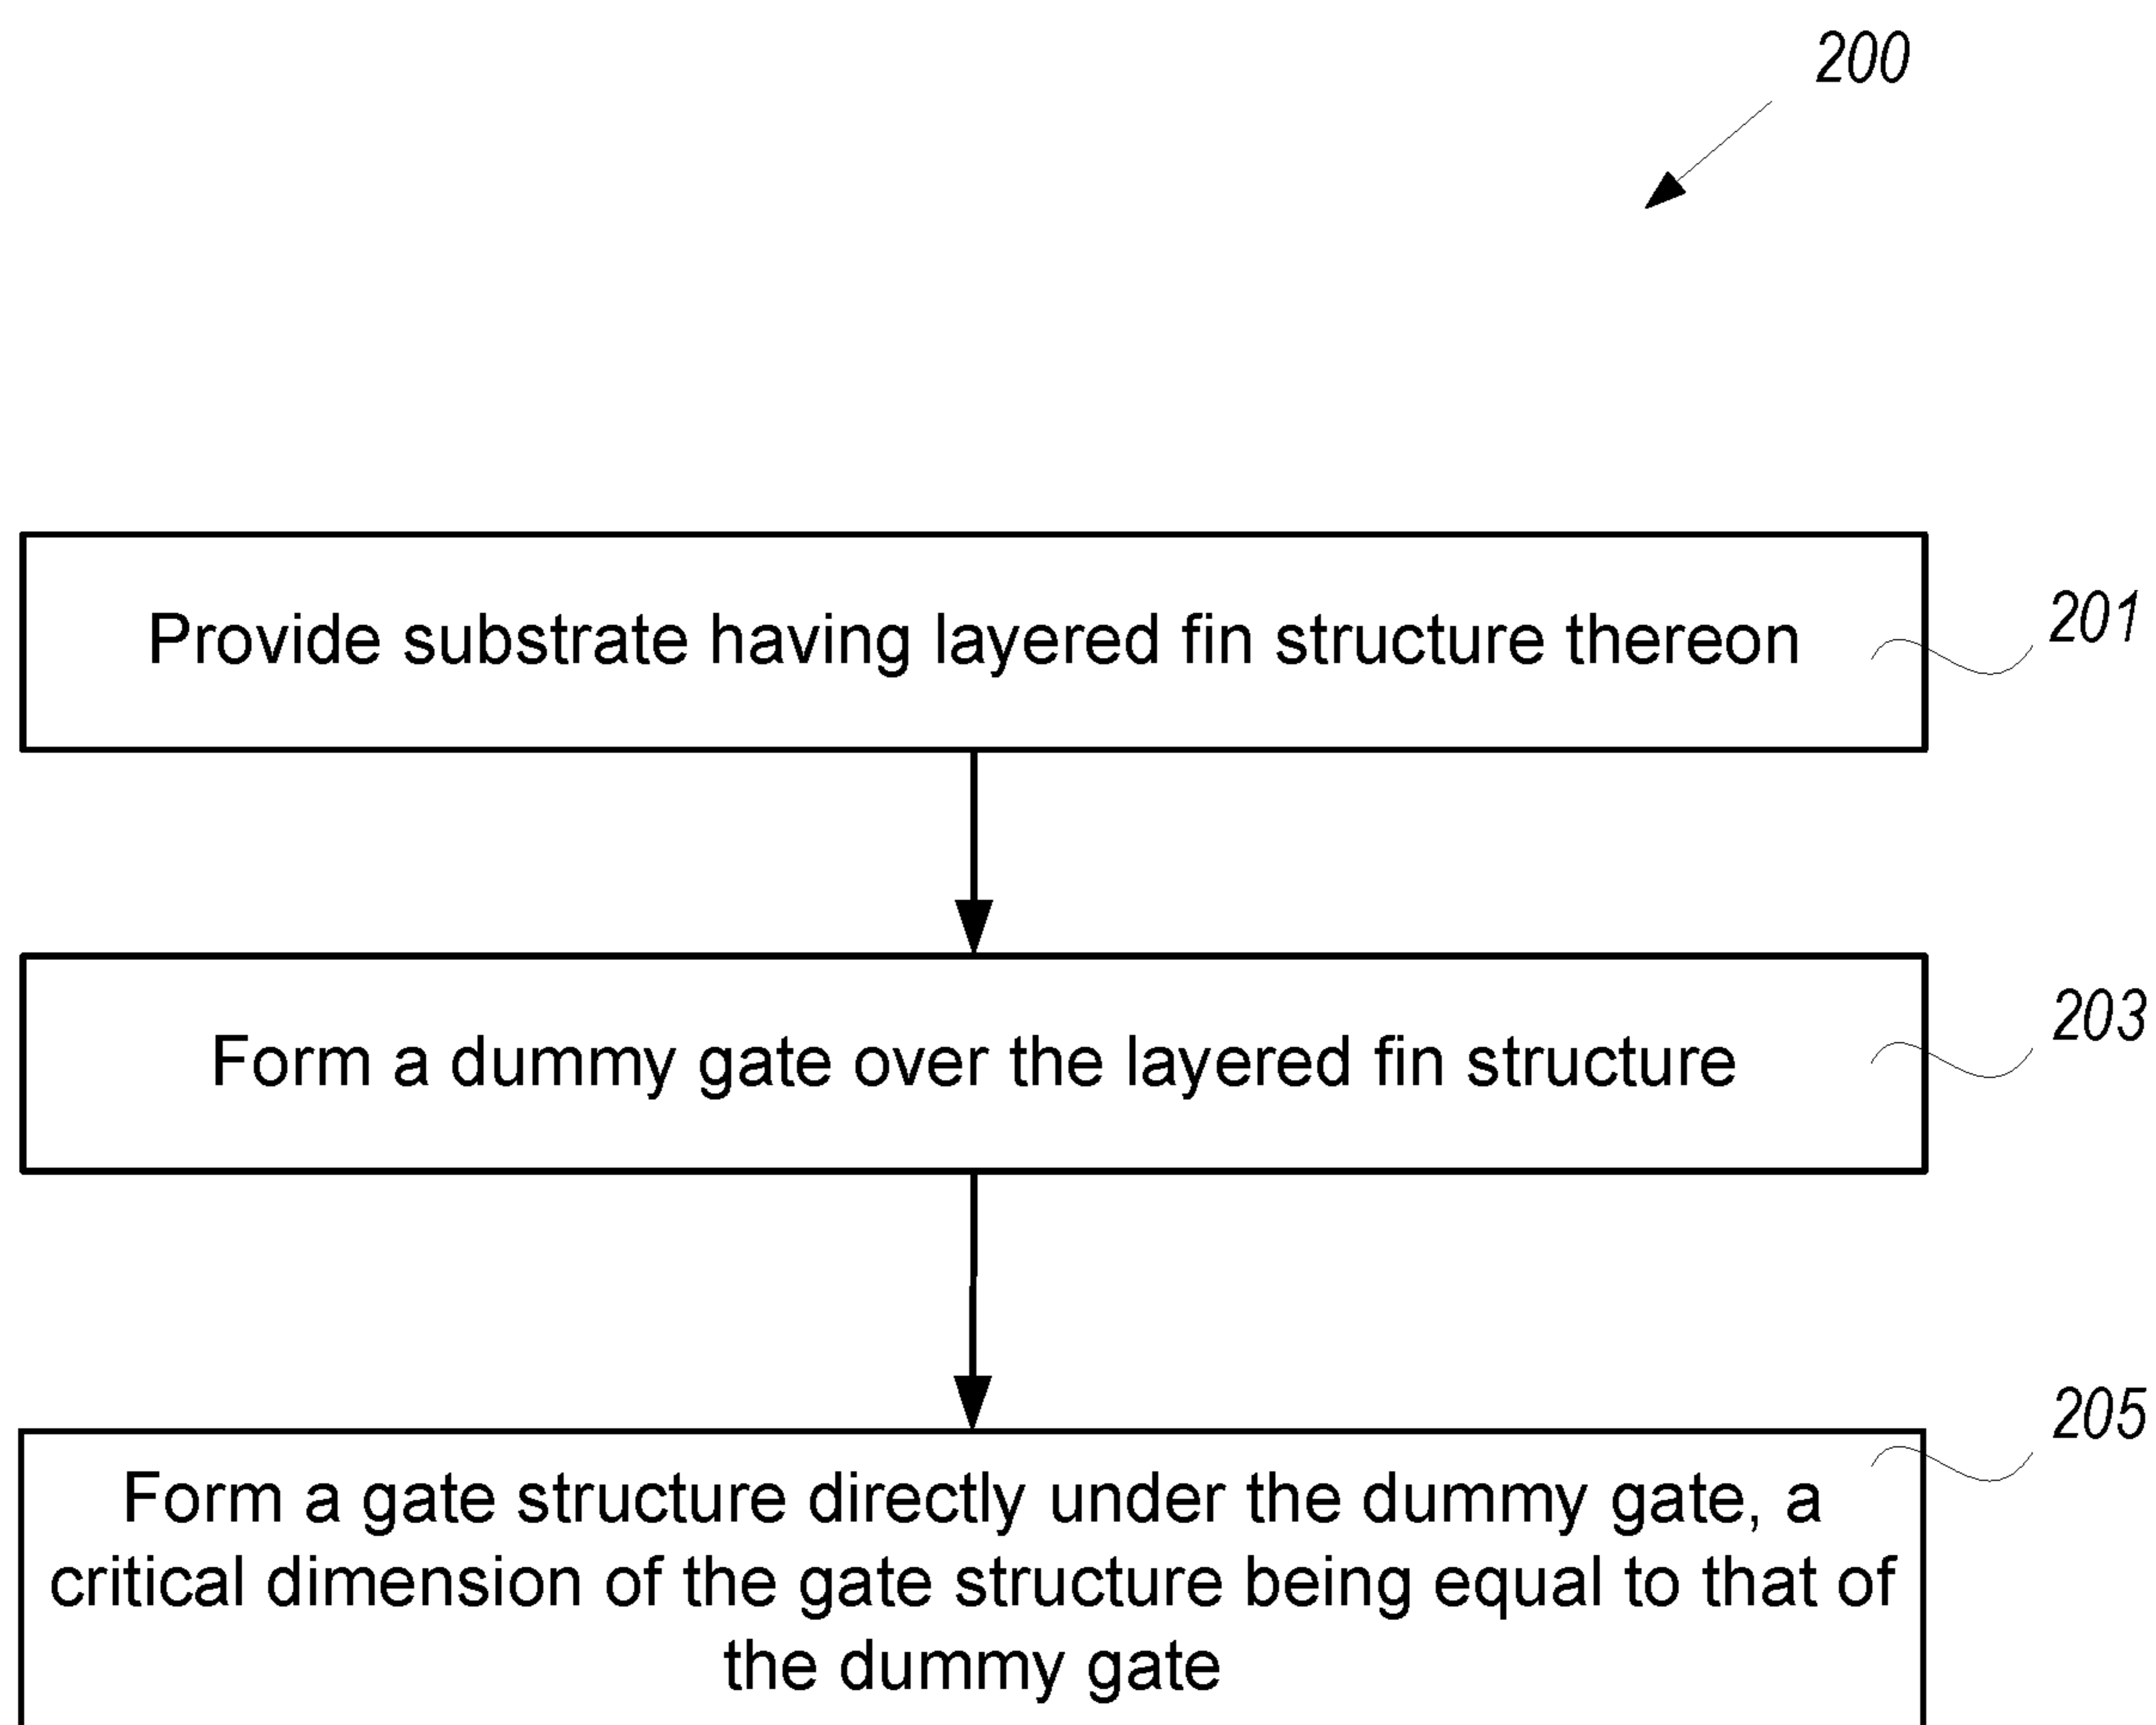 200
Provide substrate having layered fin structure thereon
201
Form a dummy gate over the layered fin structure
203
205
Form a gate structure directly under the dummy gate, a
critical dimension of the gate structure being equal to that of
the dummy gate